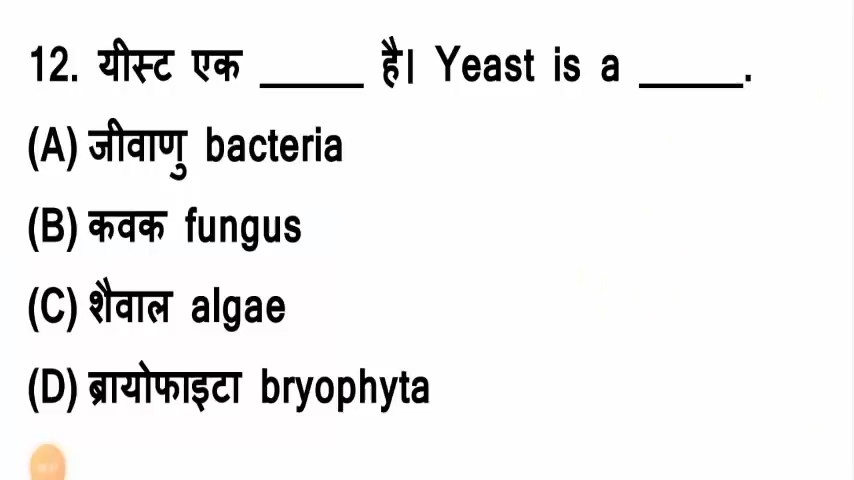 12. यीस्ट एक _____ है। Yeast is a _____.
(A) जीवाणु bacteria
(B) कवक fungus
(C) शैवाल algae
(D) ब्रायोफाइटा bryophyta